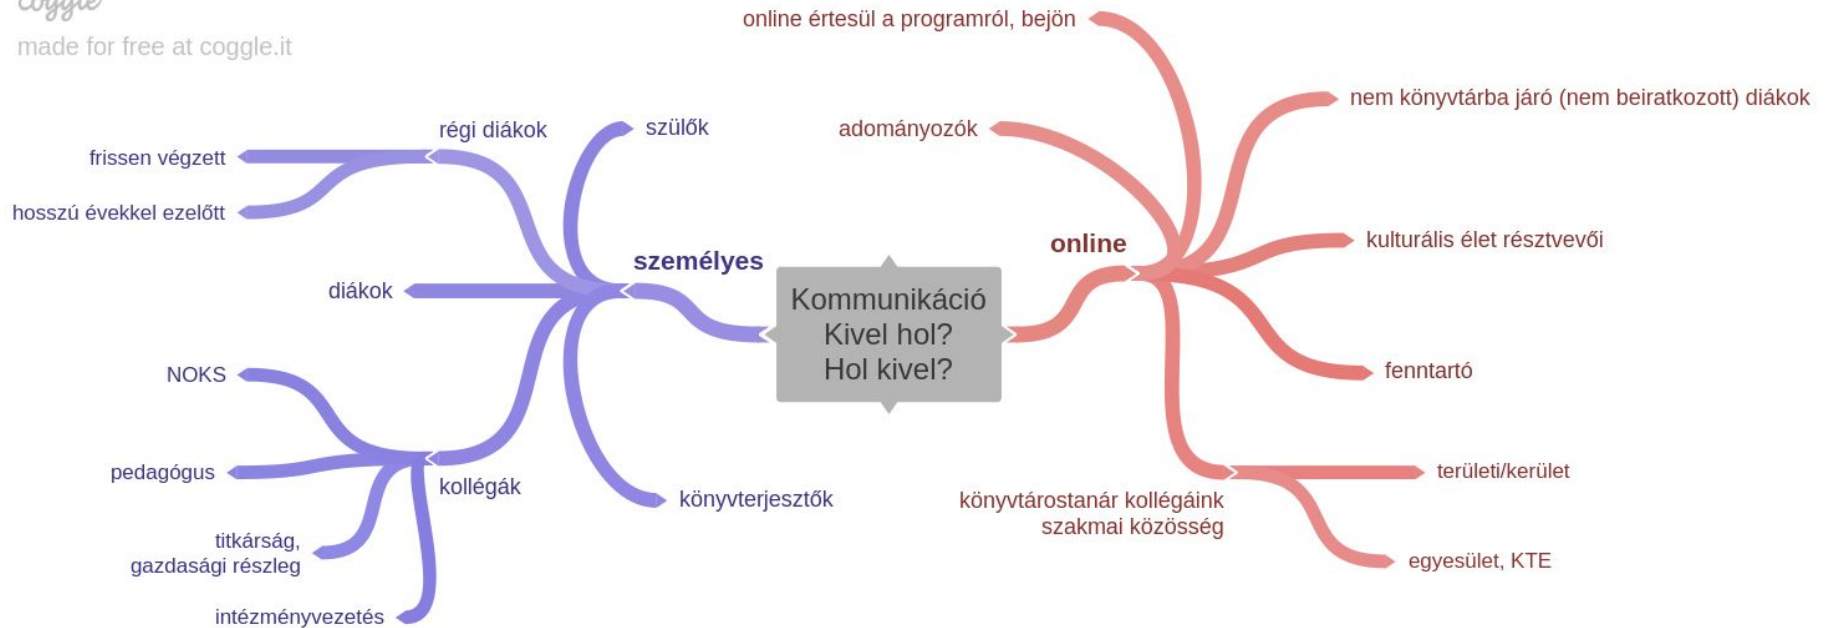 coggle
made for free at coggle.it
online értesül a programról, bejön
nem könyvtárba járó (nem beiratkozott) diákok
adományozók
szülők
régi diákok
frissen végzett
hosszú évekkel ezelőtt
személyes
online
kulturális élet résztvevői
diákok
Kommunikáció
Kivel hol?
Hol kivel?
fenntartó
NOKS
pedagógus
kollégák
könyvterjesztők
könyvtárostanár kollégáink
szakmai közösség
területi/kerület
titkárság,
gazdasági részleg
egyesület, KTE
intézményvezetés